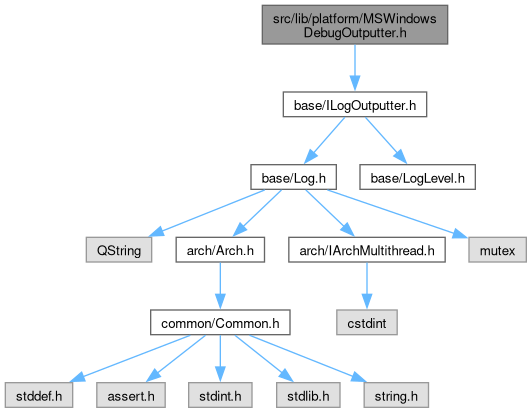 src/lib/platform/MSWindows
DebugOutputter.h
base/ILogOutputter.h
base/Log.h
base/LogLevel.h
QString
arch/Arch.h
arch/IArchMultithread.h
mutex
common/Common.h
cstdint
stddef.h
assert.h
stdint.h
stdlib.h
string.h